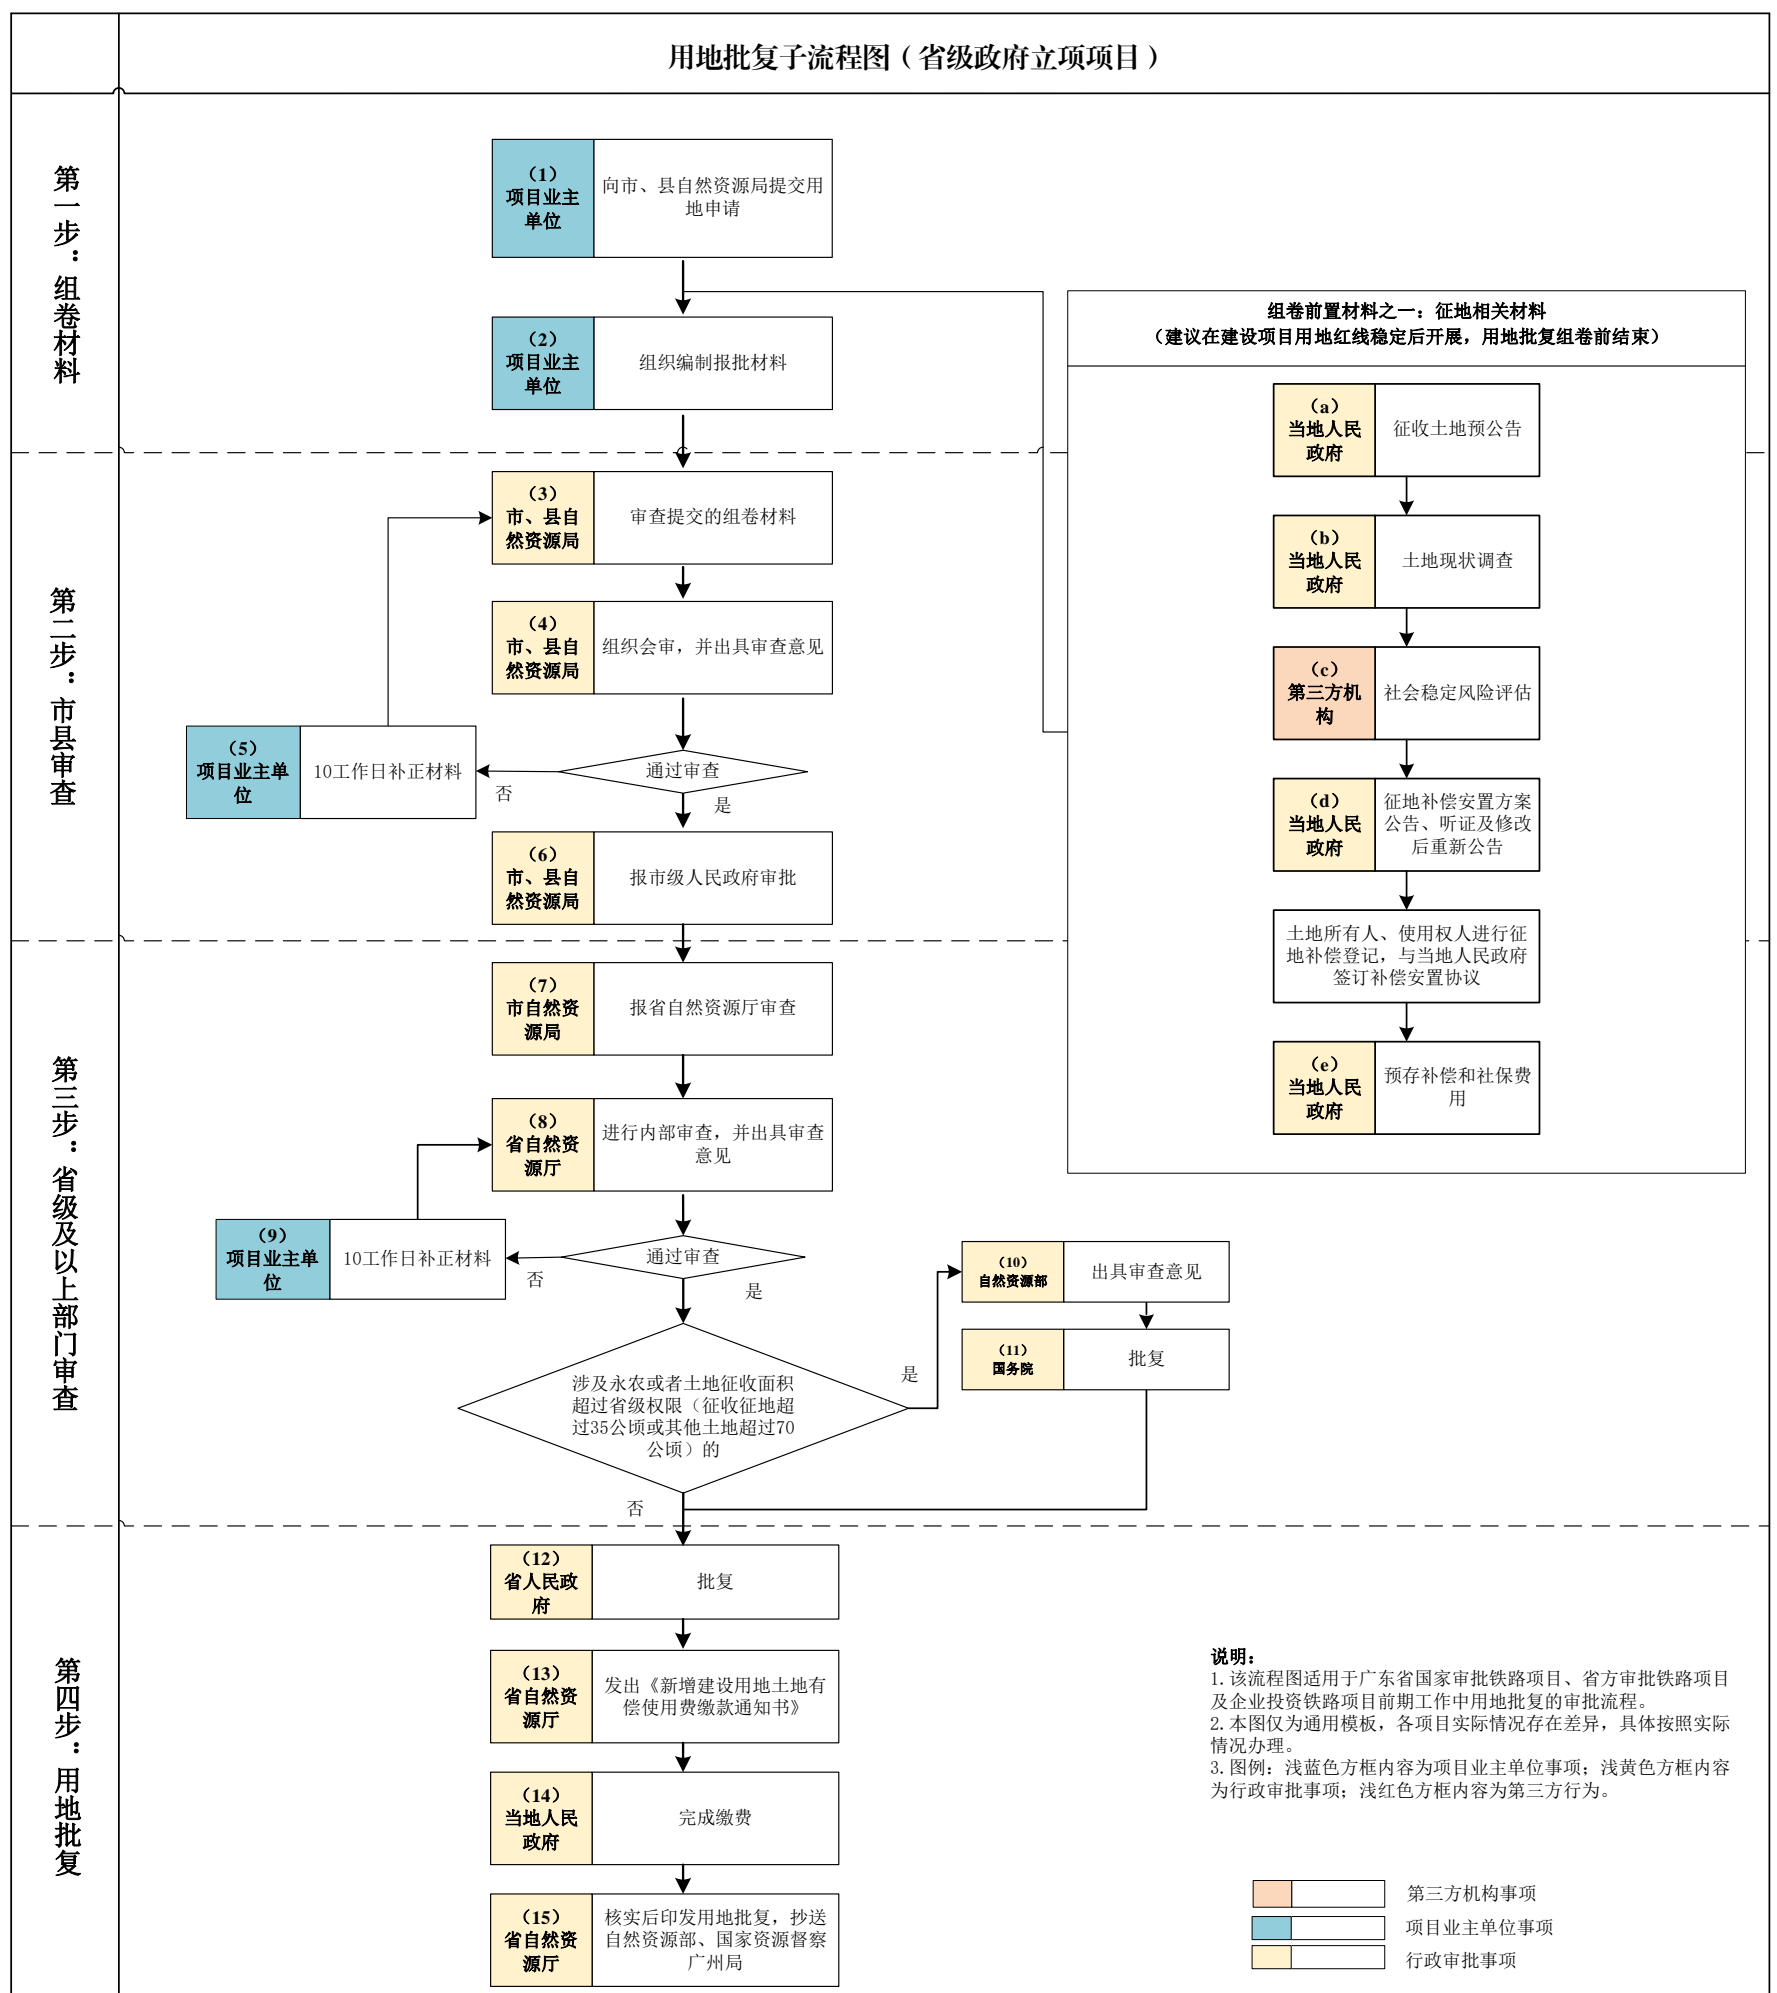 用地批复子流程图（省级政府立项项目）
第一步：组卷材料
（1）
项目业主
单位
向市、县自然资源局提交用
地申请
（2）
项目业主
单位
组织编制报批材料
组卷前置材料之一：征地相关材料
（建议在建设项目用地红线稳定后开展，用地批复组卷前结束）
（a）
当地人民
政府
征收土地预公告
（b）
当地人民
政府
土地现状调查
（c）
第三方机
构
社会稳定风险评估
（d）
当地人民
政府
征地补偿安置方案
公告、听证及修改
后重新公告
土地所有人、使用权人进行征
地补偿登记，与当地人民政府
签订补偿安置协议
（e）
当地人民
政府
预存补偿和社保费
用
第二步：市县审查
（3）
市、县自
然资源局
审查提交的组卷材料
（4）
市、县自
然资源局
组织会审，并出具审查意见
（5）
项目业主单
位
10工作日补正材料
否
通过审查
是
（6）
市、县自
然资源局
报市级人民政府审批
第三步：省级及以上部门审查
（7）
市自然资
源局
报省自然资源厅审查
（8）
省自然资
源厅
进行内部审查，并出具审查
意见
（9）
项目业主单
位
10工作日补正材料
否
通过审查
是
涉及永农或者土地征收面积
超过省级权限（征收征地超
过35公顷或其他土地超过70
公顷）的
是
（10）
自然资源部
出具审查意见
（11）
国务院
批复
否
第四步：用地批复
（12）
省人民政
府
批复
（13）
省自然资
源厅
发出《新增建设用地土地有
偿使用费缴款通知书》
（14）
当地人民
政府
完成缴费
（15）
省自然资
源厅
核实后印发用地批复，抄送
自然资源部、国家资源督察
广州局
说明：
1.该流程图适用于广东省国家审批铁路项目、省方审批铁路项目
及企业投资铁路项目前期工作中用地批复的审批流程。
2.本图仅为通用模板，各项目实际情况存在差异，具体按照实际
情况办理。
3.图例：浅蓝色方框内容为项目业主单位事项；浅黄色方框内容
为行政审批事项；浅红色方框内容为第三方行为。
第三方机构事项
项目业主单位事项
行政审批事项